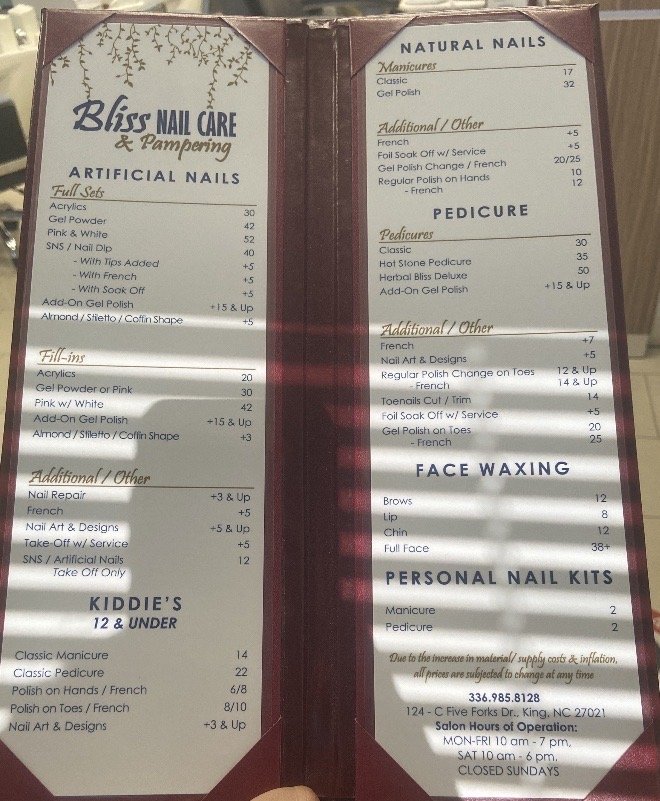 Bliss NAIL CARE
& Pampering
ARTIFICIAL NAILS
Full Sets
Acrylics 30
Gel Powder 42
Pink & White 52
SNS / Nail Dip 40
- With Tips Added +5
- With French +5
- With Soak Off +5
Add-On Gel Polish +15 & Up
Almond / Stiletto / Coffin Shape +5
Fill-ins
Acrylics 20
Gel Powder or Pink 30
Pink w/ White 42
Add-On Gel Polish +15 & Up
Almond / Stiletto / Coffin Shape +3
Additional / Other
Nail Repair +3 & Up
French +5
Nail Art & Designs +5 & Up
Take-Off w/ Service +5
SNS / Artificial Nails 12
Take Off Only
KIDDIE'S
12 & UNDER
Classic Manicure 14
Classic Pedicure 22
Polish on Hands / French 6/8
Polish on Toes / French 8/10
Nail Art & Designs +3 & Up
NATURAL NAILS
Manicures
Classic 17
Gel Polish 32
Additional / Other
French +5
Foil Soak Off w/ Service +5
Gel Polish Change / French 20/25
Regular Polish on Hands 10
- French 12
PEDICURE
Pedicures
Classic 30
Hot Stone Pedicure 35
Herbal Bliss Deluxe 50
Add-On Gel Polish +15 & Up
Additional / Other
French +7
Nail Art & Designs +5
Regular Polish Change on Toes 12 & Up
- French 14 & Up
Toenails Cut / Trim 14
Foil Soak Off w/ Service +5
Gel Polish on Toes 20
- French 25
FACE WAXING
Brows 12
Lip 8
Chin 12
Full Face 38+
PERSONAL NAIL KITS
Manicure 2
Pedicure 2
Due to the increase in material/ supply costs & inflation,
all prices are subjected to change at any time
336.985.8128
124 - C Five Forks Dr., King, NC 27021
Salon Hours of Operation:
MON-FRI 10 am - 7 pm,
SAT 10 am - 6 pm.
CLOSED SUNDAYS